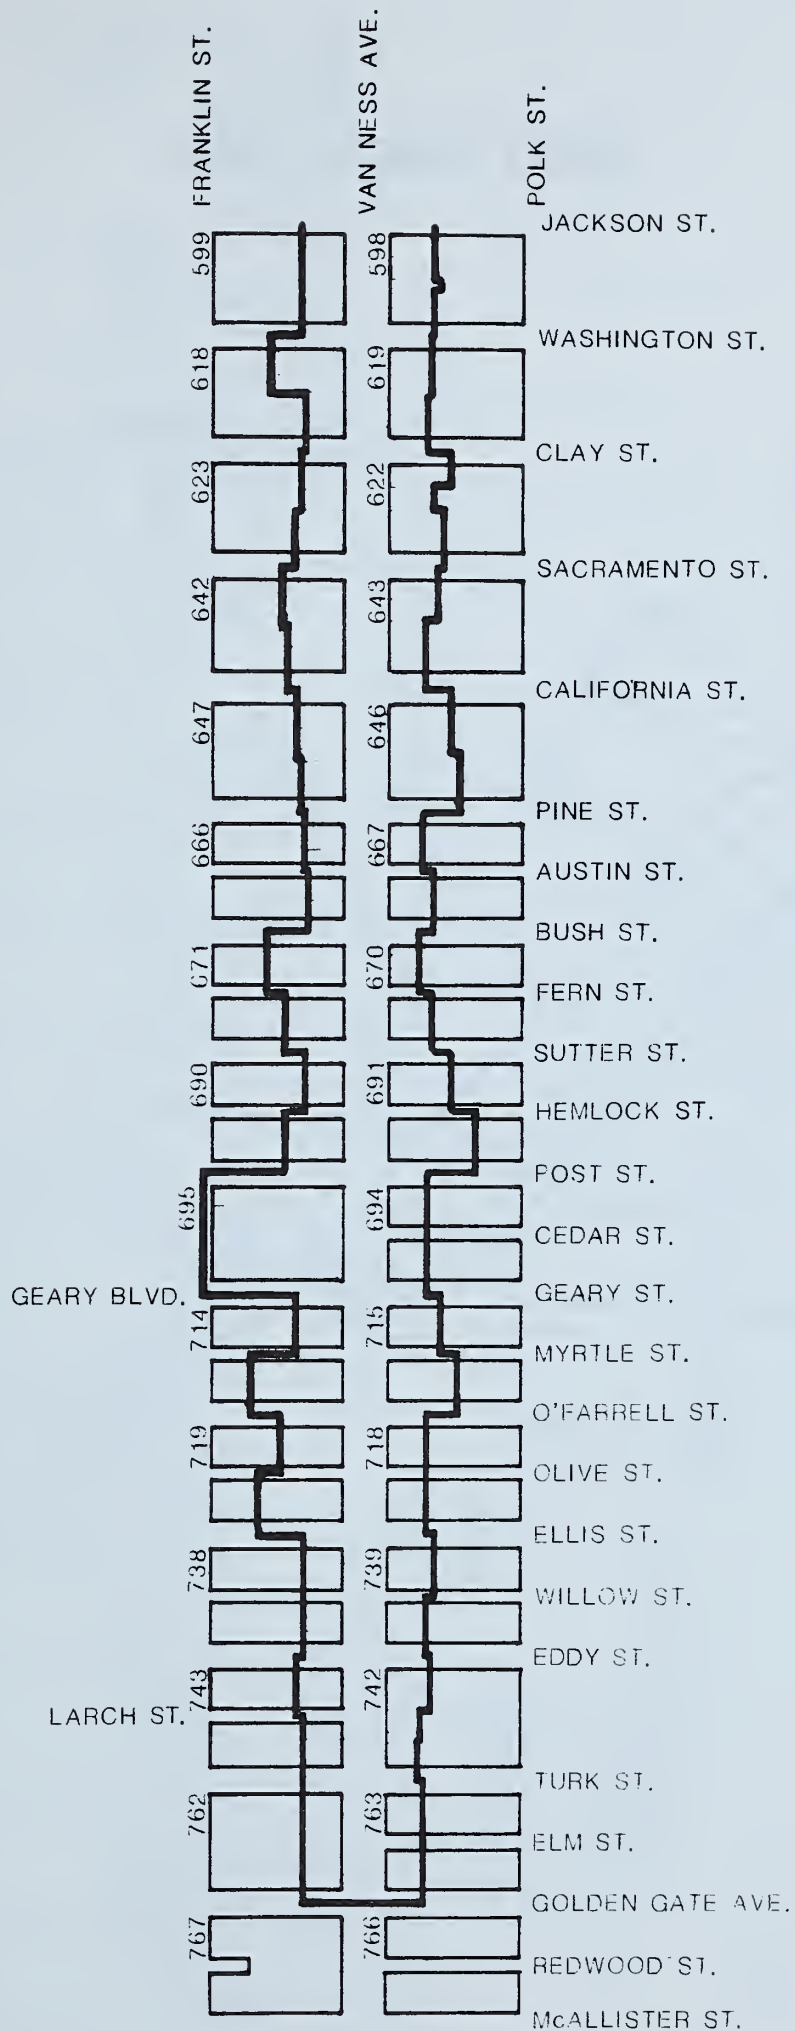 FRANKLIN ST.
VAN NESS AVE.
POLK ST.
JACKSON ST.
599
598
WASHINGTON ST.
618
619
CLAY ST.
623
622
SACRAMENTO ST.
642
643
CALIFORNIA ST.
647
646
PINE ST.
666
667
AUSTIN ST.
BUSH ST.
671
670
FERN ST.
SUTTER ST.
690
691
HEMLOCK ST.
POST ST.
695
694
CEDAR ST.
GEARY BLVD.
GEARY ST.
714
715
MYRTLE ST.
O'FARRELL ST.
719
718
OLIVE ST.
ELLIS ST.
738
739
WILLOW ST.
EDDY ST.
743
742
LARCH ST.
TURK ST.
762
763
ELM ST.
GOLDEN GATE AVE.
767
766
REDWOOD ST.
McALLISTER ST.